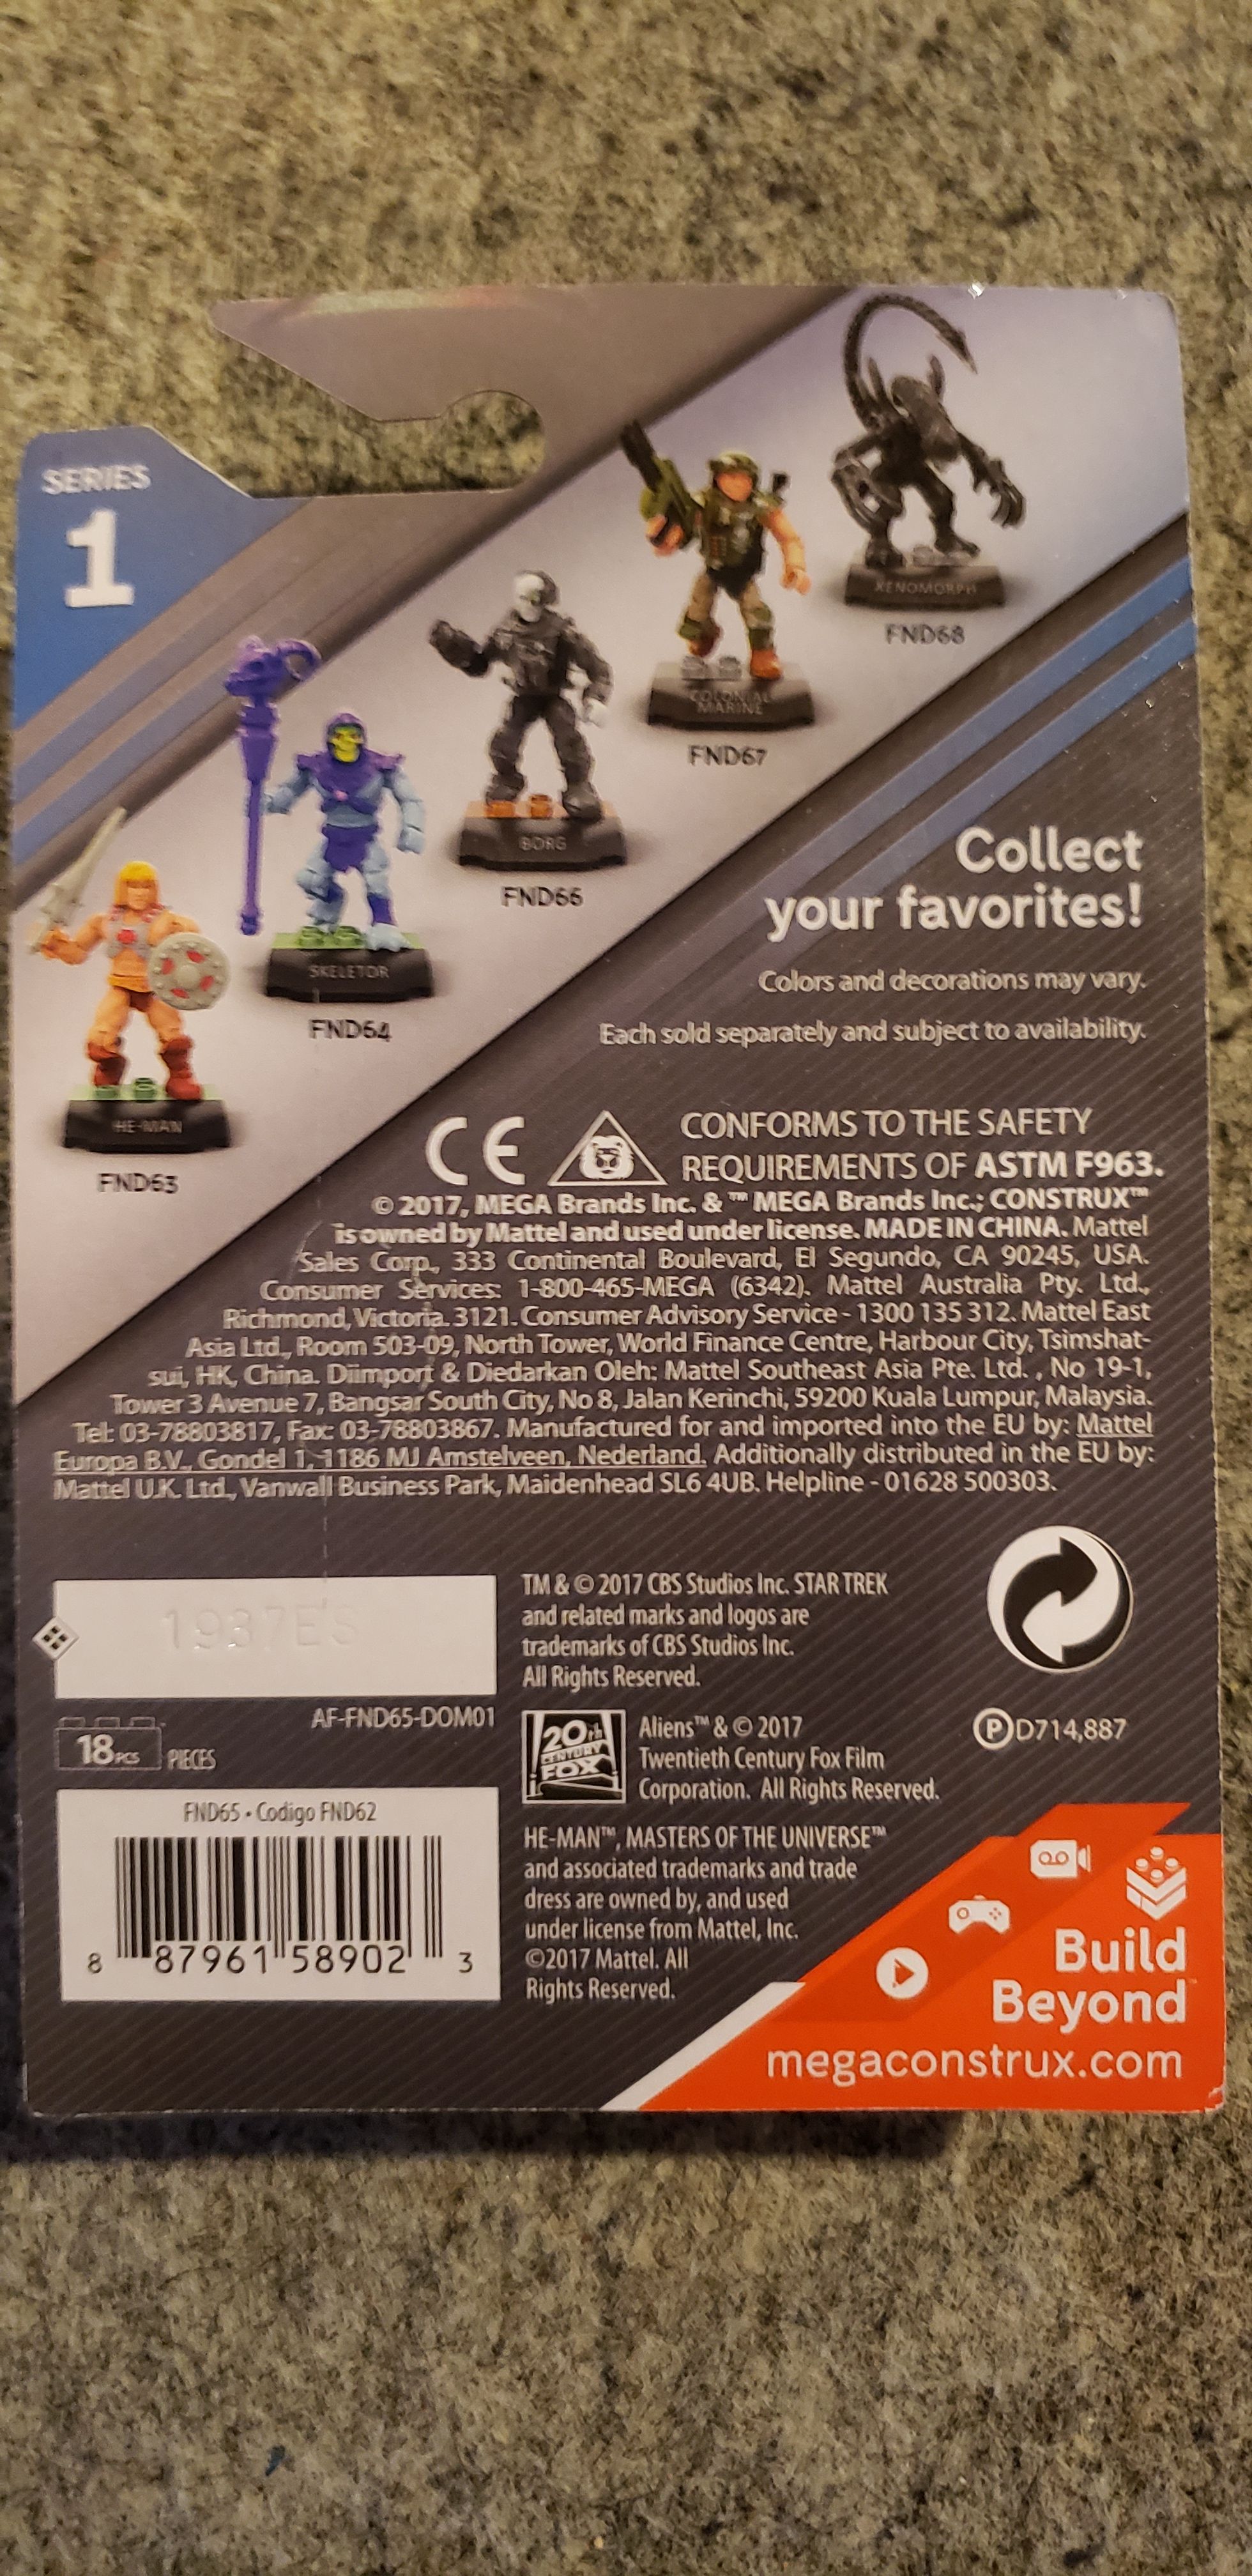 SERIES
1
XENOMORPH
FND68
COLONIAL
MARINE
FND67
BORG
FND66
SKELETOR
FND64
HE-MAN
FND63
Collect
your favorites!
Colors and decorations may vary.
Each sold separately and subject to availability.
CE
CONFORMS TO THE SAFETY
REQUIREMENTS OF ASTM F963.
© 2017, MEGA Brands Inc. & ™ MEGA Brands Inc.; CONSTRUX™
is owned by Mattel and used under license. MADE IN CHINA. Mattel
Sales Corp., 333 Continental Boulevard, El Segundo, CA 90245, USA.
Consumer Services: 1-800-465-MEGA (6342). Mattel Australia Pty. Ltd.,
Richmond, Victoria. 3121. Consumer Advisory Service - 1300 135 312. Mattel East
Asia Ltd., Room 503-09, North Tower, World Finance Centre, Harbour City, Tsimshat-
sui, HK, China. Diimport & Diedarkan Oleh: Mattel Southeast Asia Pte. Ltd. , No 19-1,
Tower 3 Avenue 7, Bangsar South City, No 8, Jalan Kerinchi, 59200 Kuala Lumpur, Malaysia.
Tel: 03-78803817, Fax: 03-78803867. Manufactured for and imported into the EU by: Mattel
Europa B.V., Gondel 1, 1186 MJ Amstelveen, Nederland. Additionally distributed in the EU by:
Mattel U.K. Ltd., Vanwall Business Park, Maidenhead SL6 4UB. Helpline - 01628 500303.
1937E5
AF-FND65-DOM01
18PCS PIECES
FND65 • Codigo FND62
8 87961 58902 3
TM & © 2017 CBS Studios Inc. STAR TREK
and related marks and logos are
trademarks of CBS Studios Inc.
All Rights Reserved.
20th
CENTURY
FOX
Aliens™ & © 2017
Twentieth Century Fox Film
Corporation. All Rights Reserved.
HE-MAN™, MASTERS OF THE UNIVERSE™
and associated trademarks and trade
dress are owned by, and used
under license from Mattel, Inc.
©2017 Mattel. All
Rights Reserved.
ⓅD714,887
Build
Beyond™
megaconstrux.com